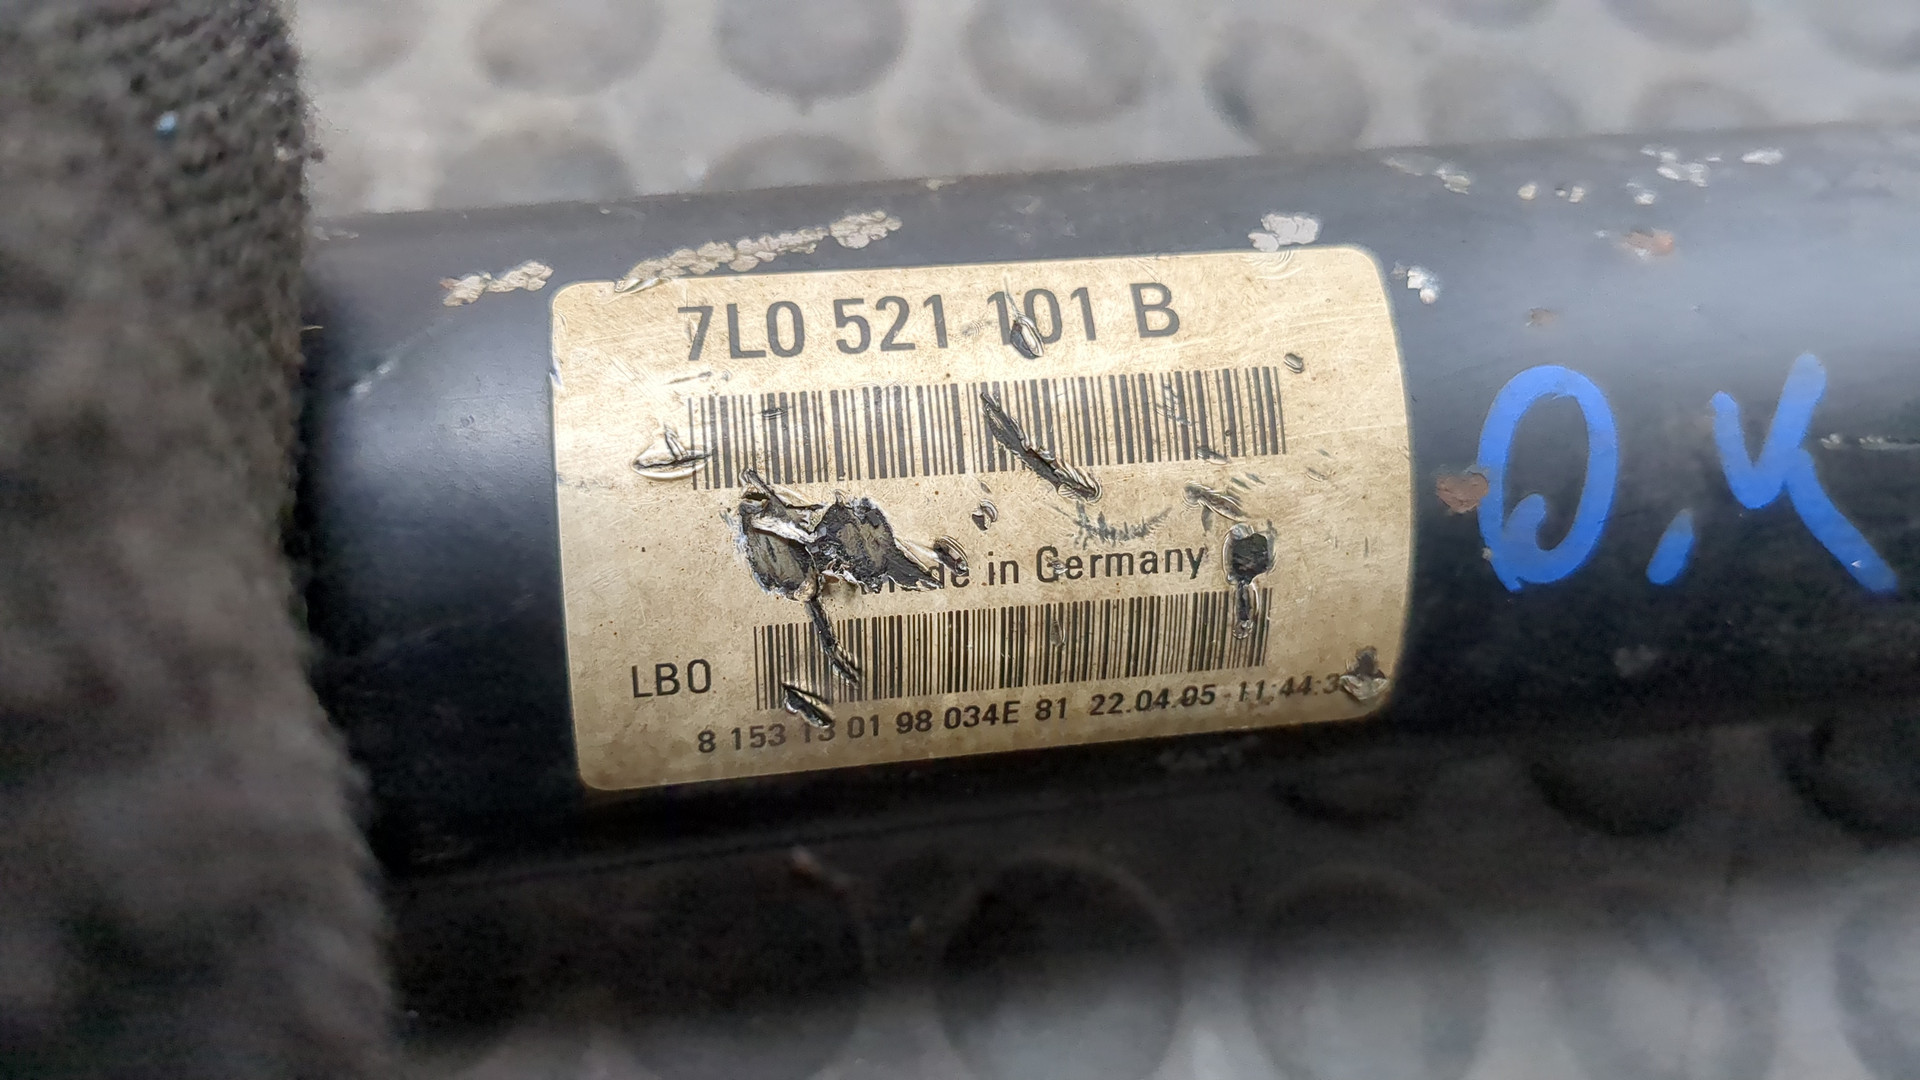 7L0 521 101 B
Made in Germany
LB0
8 153 13 01 98 034E 81 22.04.05 11:44:3
O.K